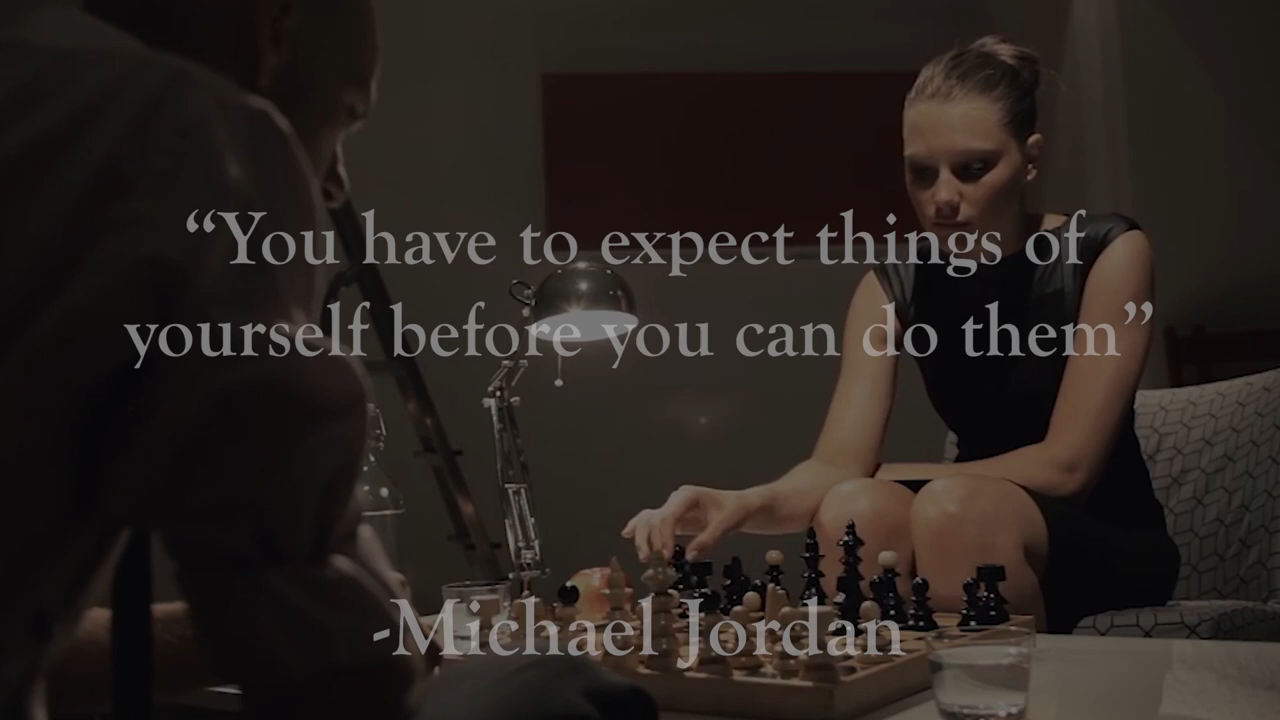 “You have to expect things of
yourself before you can do them”
-Michael Jordan